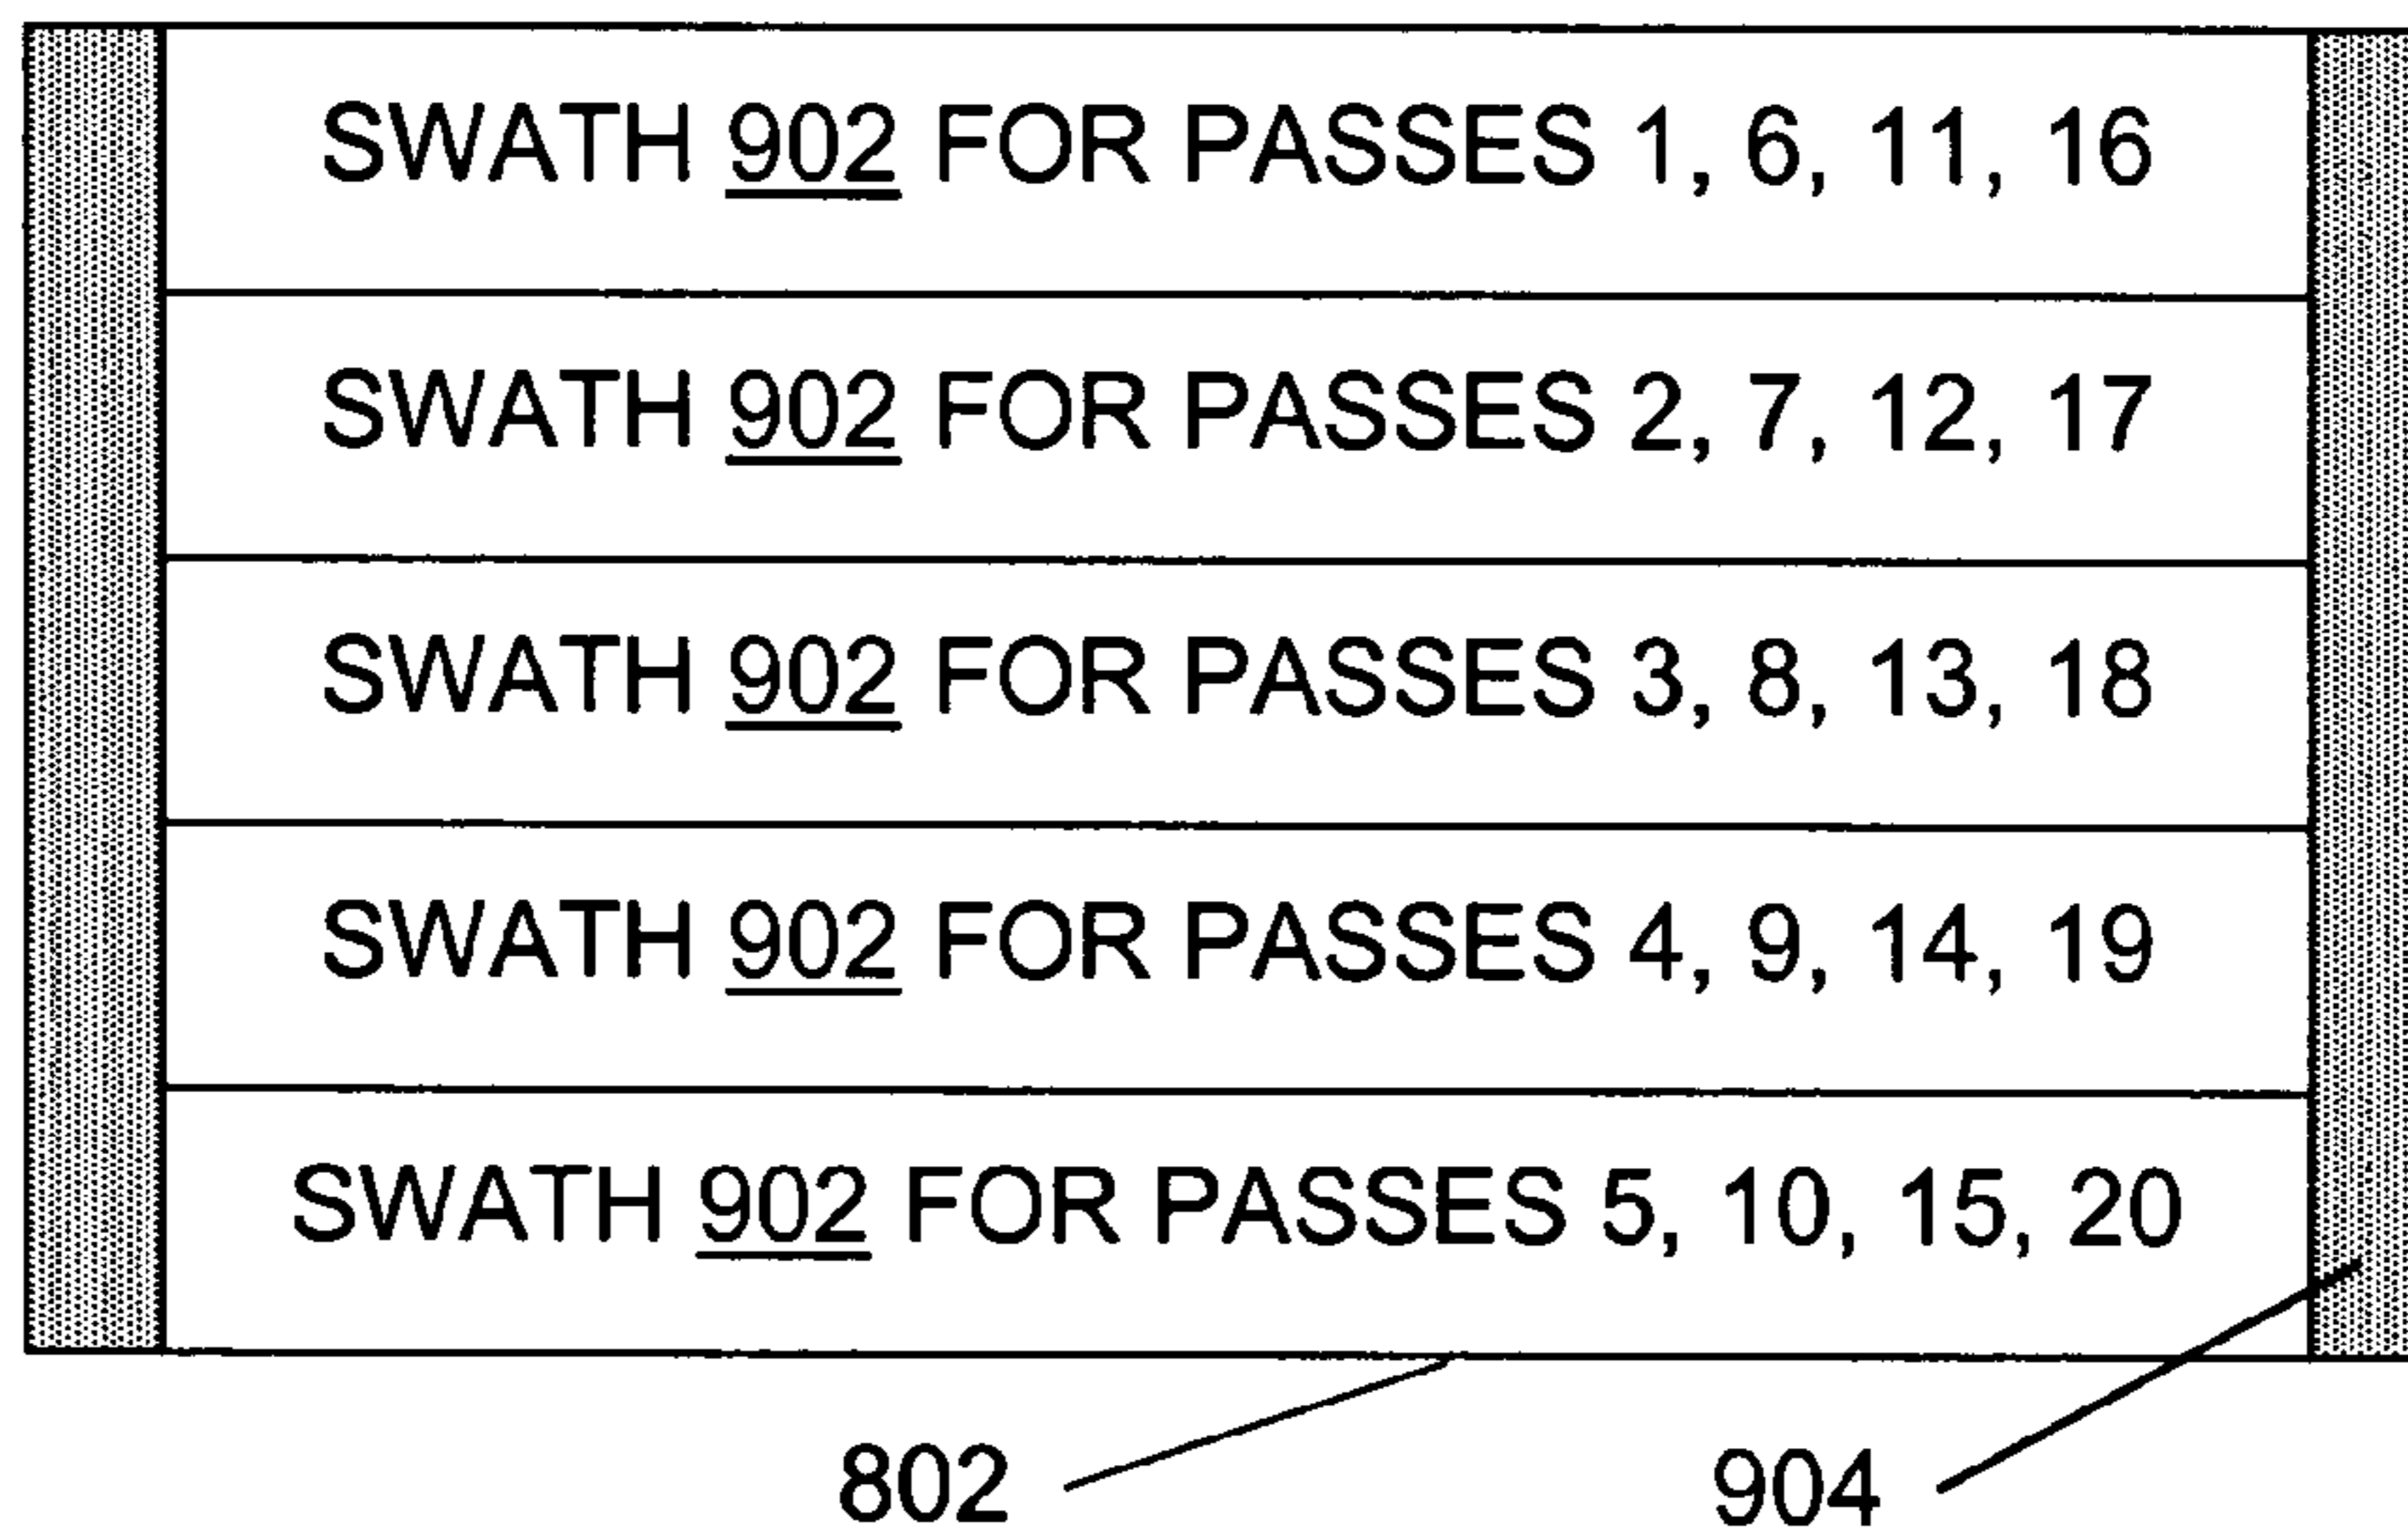 SWATH 902 FOR PASSES 1, 6, 11, 16
SWATH 902 FOR PASSES 2, 7, 12, 17
SWATH 902 FOR PASSES 3, 8, 13, 18
SWATH 902 FOR PASSES 4, 9, 14, 19
SWATH 902 FOR PASSES 5, 10, 15, 20
802 904